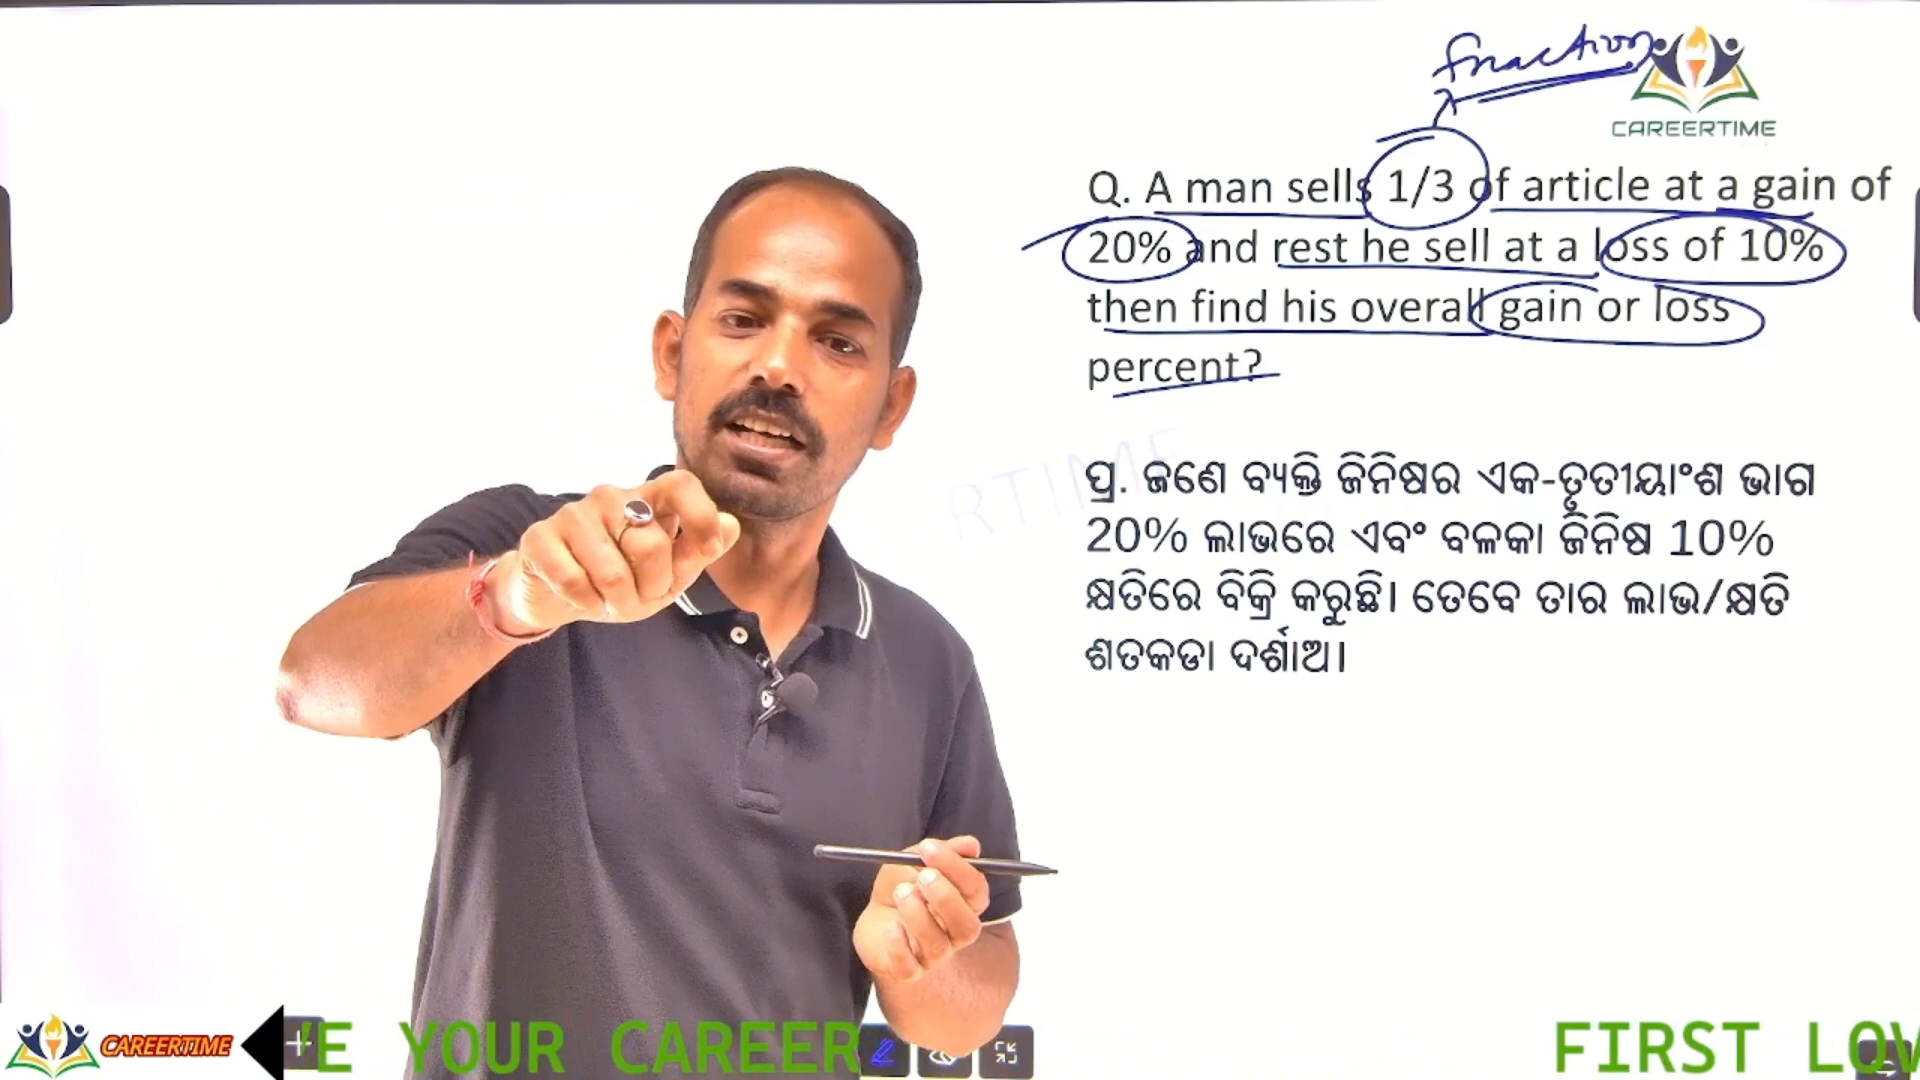 fraction
CAREERTIME
Q. A man sells 1/3 of article at a gain of
20% and rest he sell at a loss of 10%
then find his overall gain or loss
percent?
RTIME
ପ୍ର. ଜଣେ ବ୍ୟକ୍ତି ଜିନିଷର ଏକ-ତୃତୀୟାଂଶ ଭାଗ
20% ଲାଭରେ ଏବଂ ବଳକା ଜିନିଷ 10%
କ୍ଷତିରେ ବିକ୍ରି କରୁଛି। ତେବେ ତାର ଲାଭ/କ୍ଷତି
ଶତକଡା ଦର୍ଶାଅ।
CAREERTIME
'E YOUR CAREER FIRST LOV